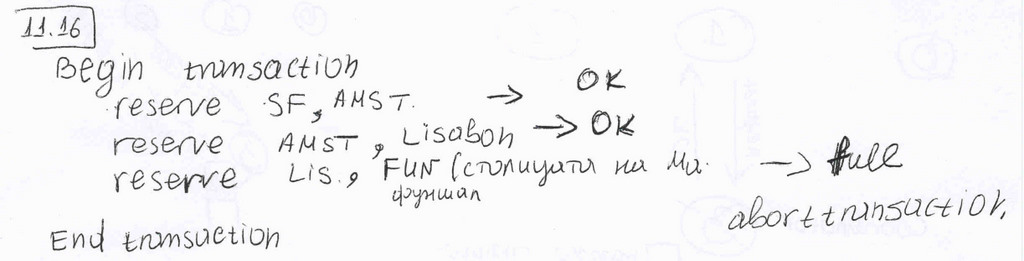 11.16
Begin transaction
reserve SF, AMST. → OK
reserve AMST, Lisabon → OK
reserve Lis., FUN (столицата на Ма. → full
фуншал
abort transaction,
End transaction